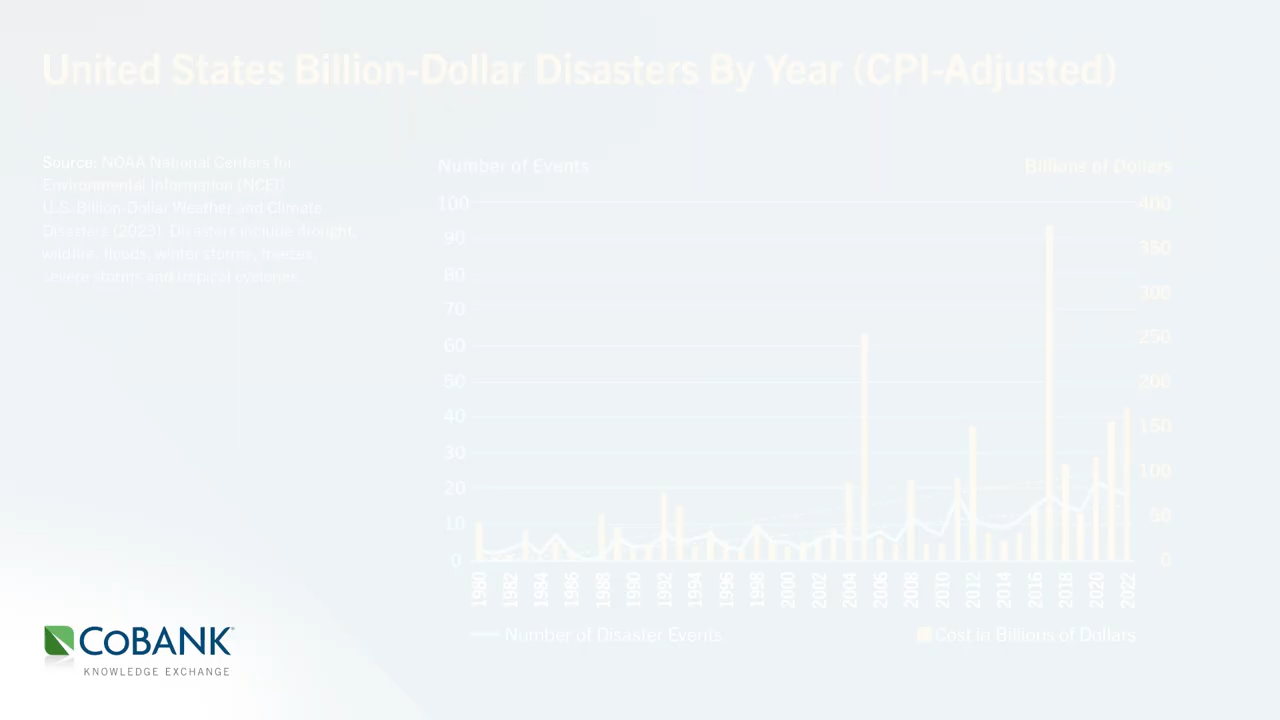 United States Billion-Dollar Disasters By Year (CPI-Adjusted)
Source: NOAA National Centers for
Environmental Information (NCEI).
U.S. Billion-Dollar Weather and Climate
Disasters (2023). Disasters include drought,
wildfire, floods, winter storms, freezes,
severe storms and tropical cyclones.
Number of Events
Billions of Dollars
100 400
90 350
80 300
70
60 250
50 200
40 150
30 100
20
10 50
0 0
1980 1982 1984 1986 1988 1990 1992 1994 1996 1998 2000 2002 2004 2006 2008 2010 2012 2014 2016 2018 2020 2022
Number of Disaster Events
Cost in Billions of Dollars
COBANK
KNOWLEDGE EXCHANGE